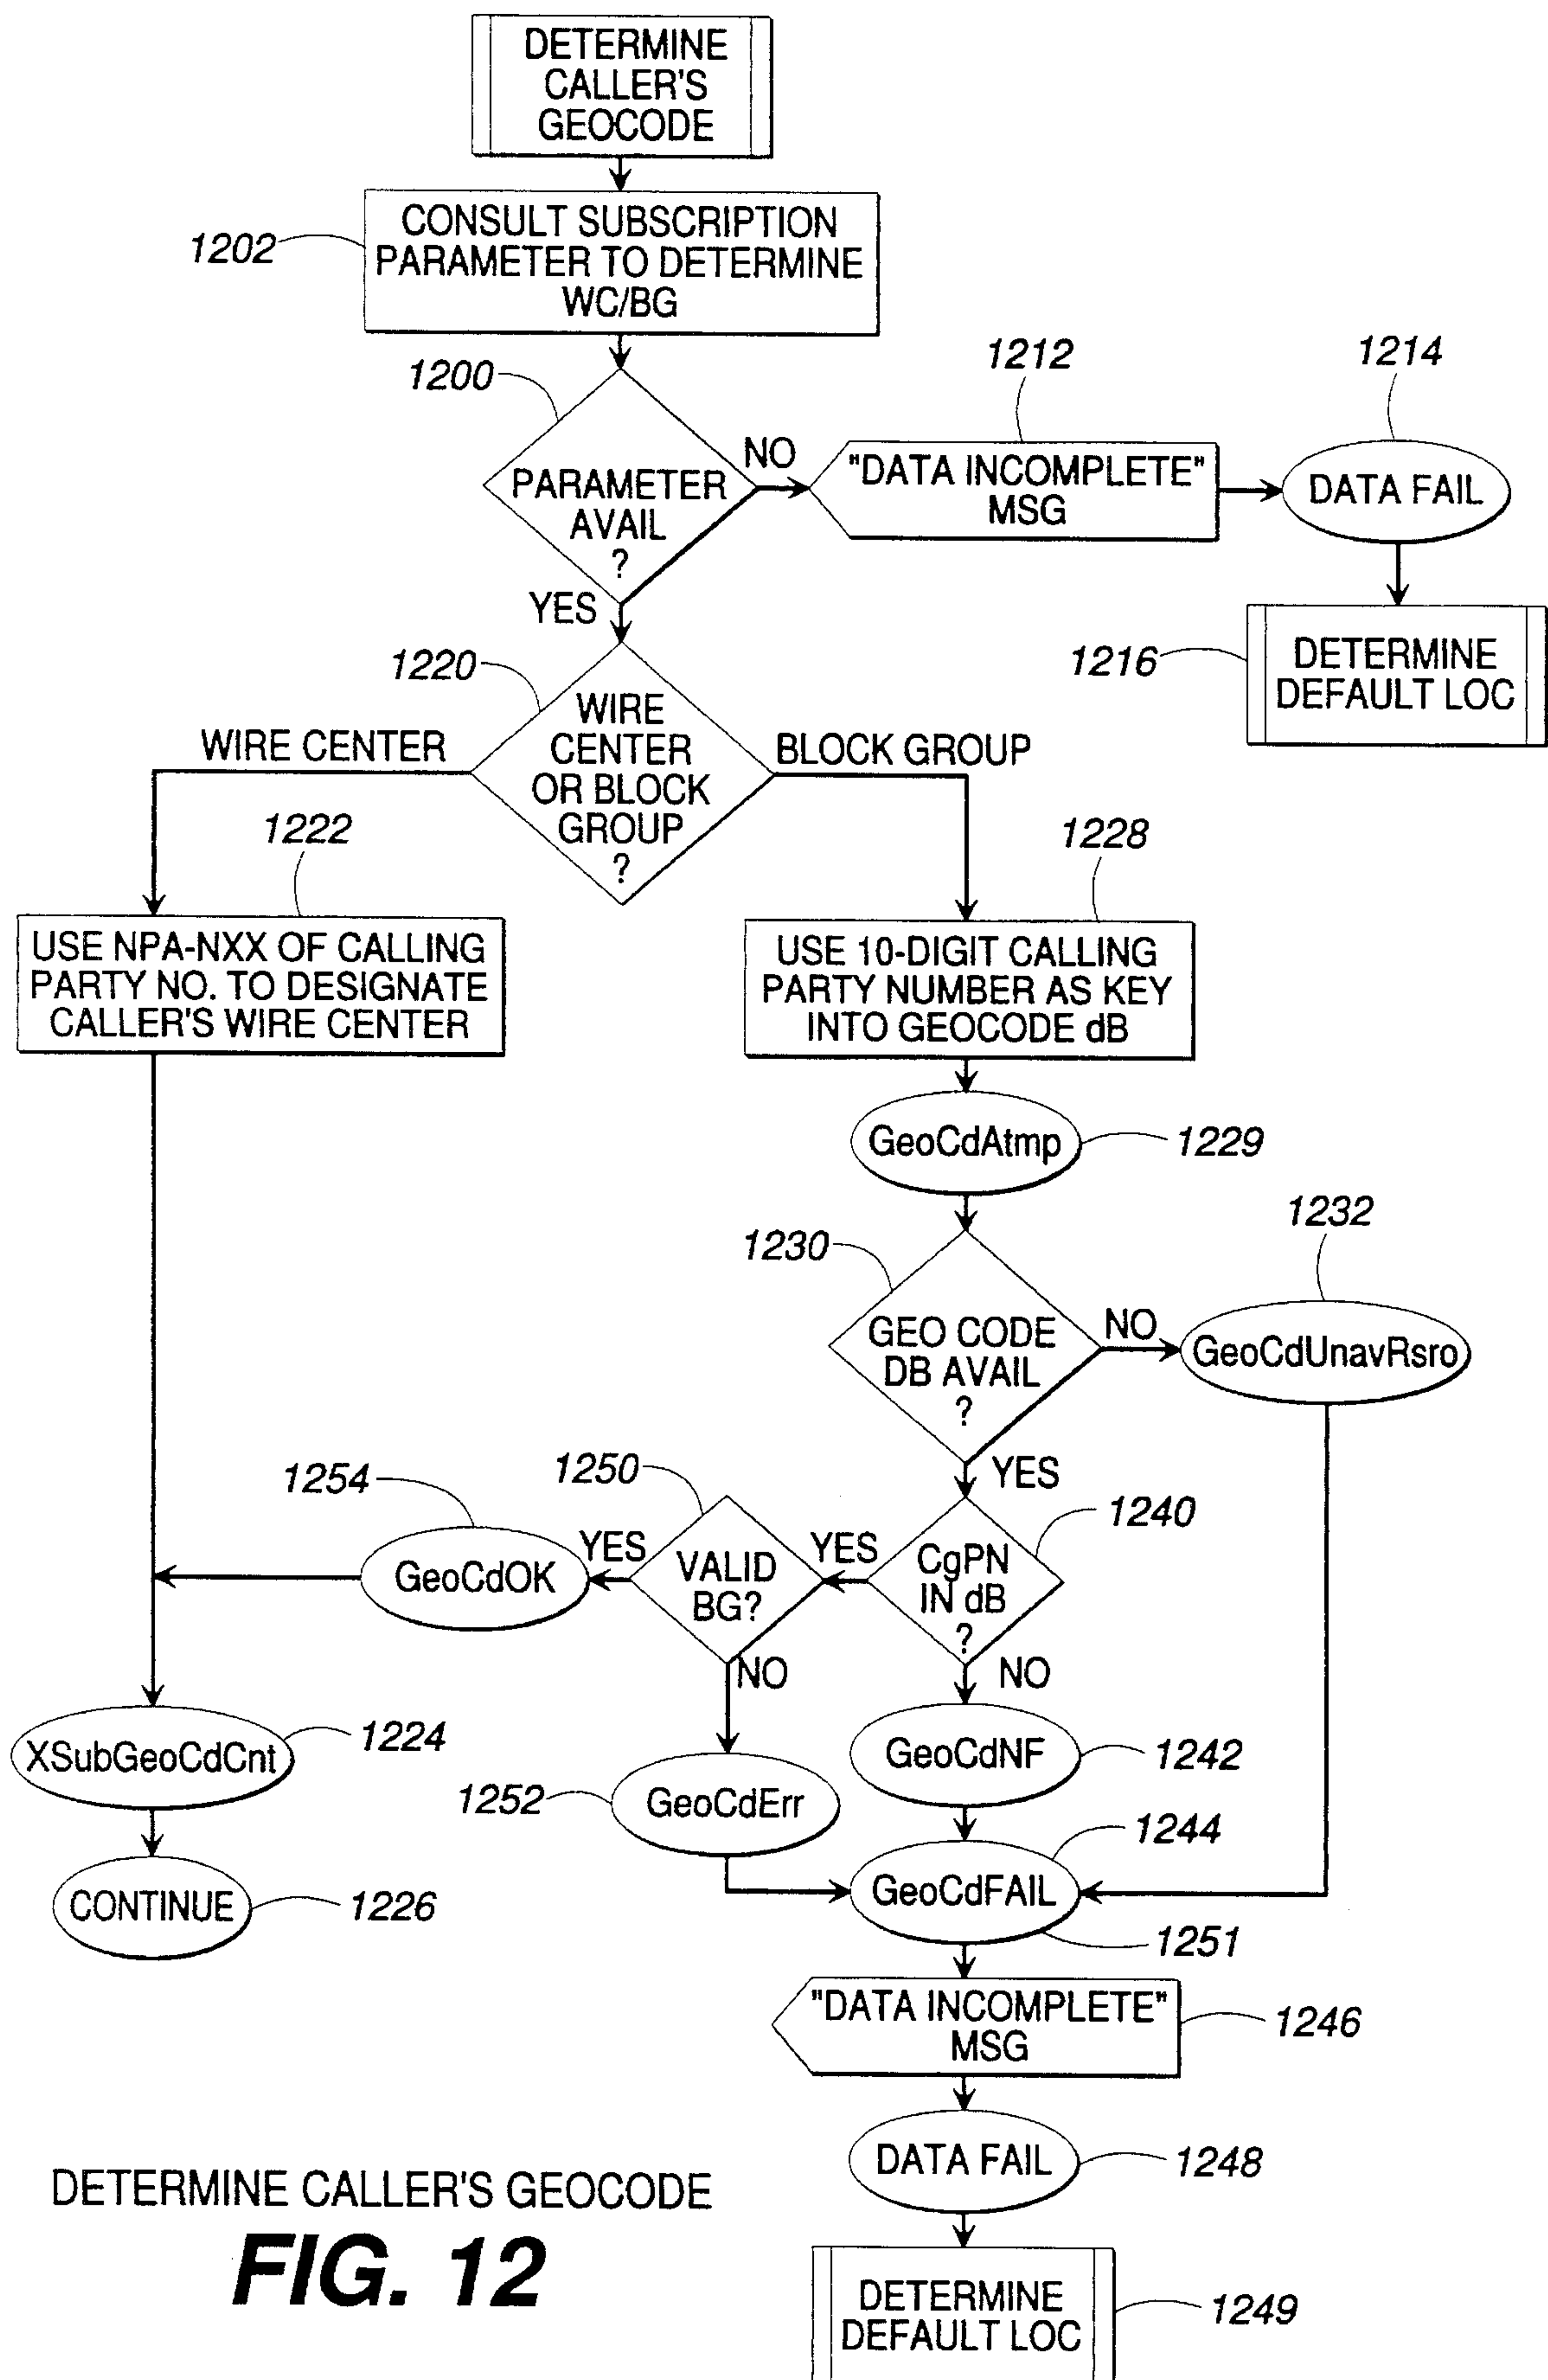 DETERMINE
CALLER'S
GEOCODE
1202
CONSULT SUBSCRIPTION
PARAMETER TO DETERMINE
WC/BG
1200
PARAMETER
AVAIL
?
NO
YES
1212
"DATA INCOMPLETE"
MSG
1214
DATA FAIL
1216
DETERMINE
DEFAULT LOC
1220
WIRE
CENTER
OR BLOCK
GROUP
?
WIRE CENTER
BLOCK GROUP
1222
USE NPA-NXX OF CALLING
PARTY NO. TO DESIGNATE
CALLER'S WIRE CENTER
1228
USE 10-DIGIT CALLING
PARTY NUMBER AS KEY
INTO GEOCODE dB
GeoCdAtmp
1229
1230
GEO CODE
DB AVAIL
?
NO
YES
1232
GeoCdUnavRsro
1240
CgPN
IN dB
?
YES
NO
1250
VALID
BG?
YES
NO
1254
GeoCdOK
XSubGeoCdCnt
1224
CONTINUE
1226
1252
GeoCdErr
GeoCdNF
1242
1244
GeoCdFAIL
1251
"DATA INCOMPLETE"
MSG
1246
DATA FAIL
1248
DETERMINE
DEFAULT LOC
1249
DETERMINE CALLER'S GEOCODE
FIG. 12